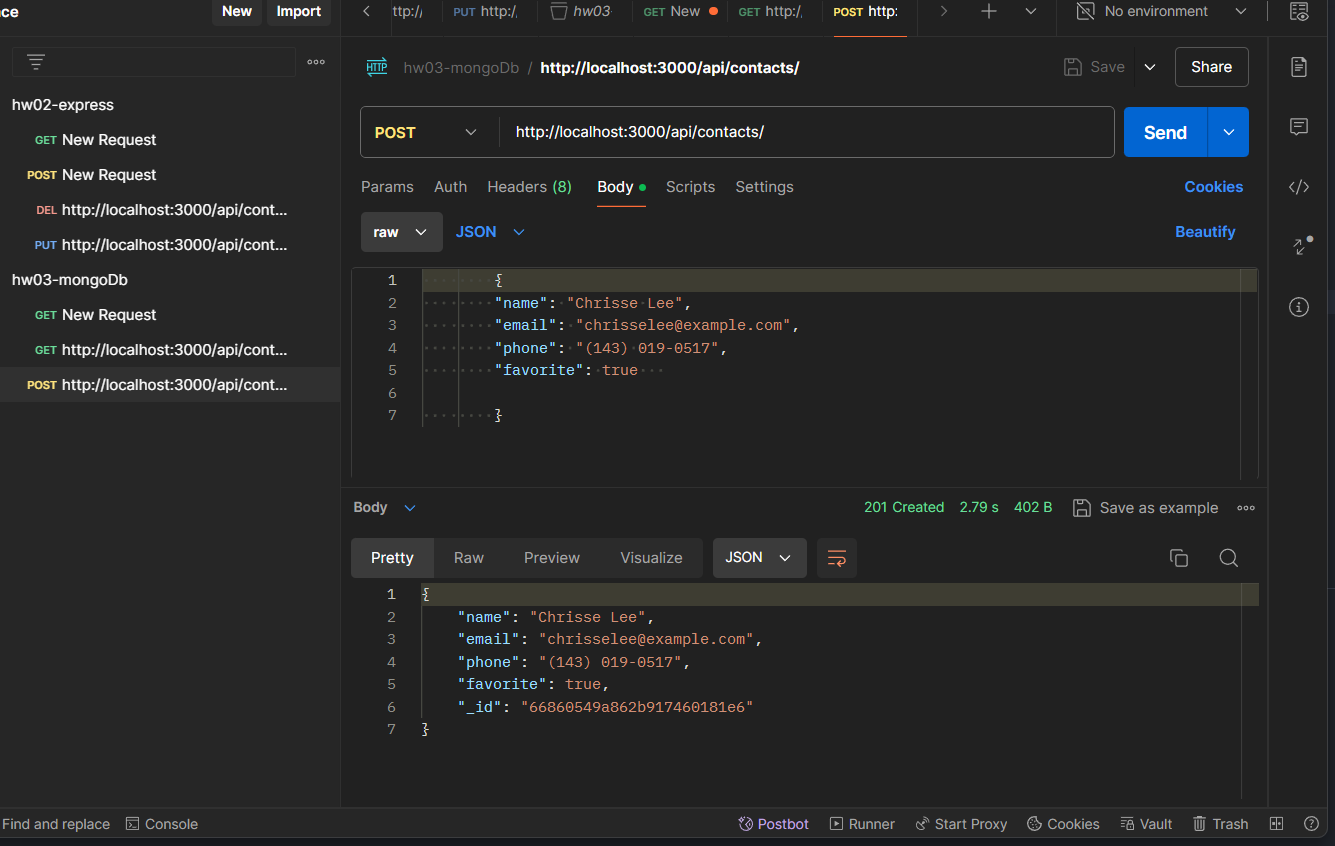 ce New Import ttp:// PUT http:/, hw03- GET New GET http:/, POST http: No environment
hw03-mongoDb / http://localhost:3000/api/contacts/ Save Share
hw02-express
GET New Request
POST New Request
DEL http://localhost:3000/api/cont...
PUT http://localhost:3000/api/cont...
hw03-mongoDb
GET New Request
GET http://localhost:3000/api/cont...
POST http://localhost:3000/api/cont...
POST http://localhost:3000/api/contacts/ Send
Params Auth Headers (8) Body Scripts Settings Cookies
raw JSON Beautify
1 {
2 "name": "Chrisse Lee",
3 "email": "chrisselee@example.com",
4 "phone": "(143) 019-0517",
5 "favorite": true
6
7 }
Body 201 Created 2.79 s 402 B Save as example
Pretty Raw Preview Visualize JSON
1 {
2 "name": "Chrisse Lee",
3 "email": "chrisselee@example.com",
4 "phone": "(143) 019-0517",
5 "favorite": true,
6 "_id": "66860549a862b917460181e6"
7 }
Find and replace Console Postbot Runner Start Proxy Cookies Vault Trash